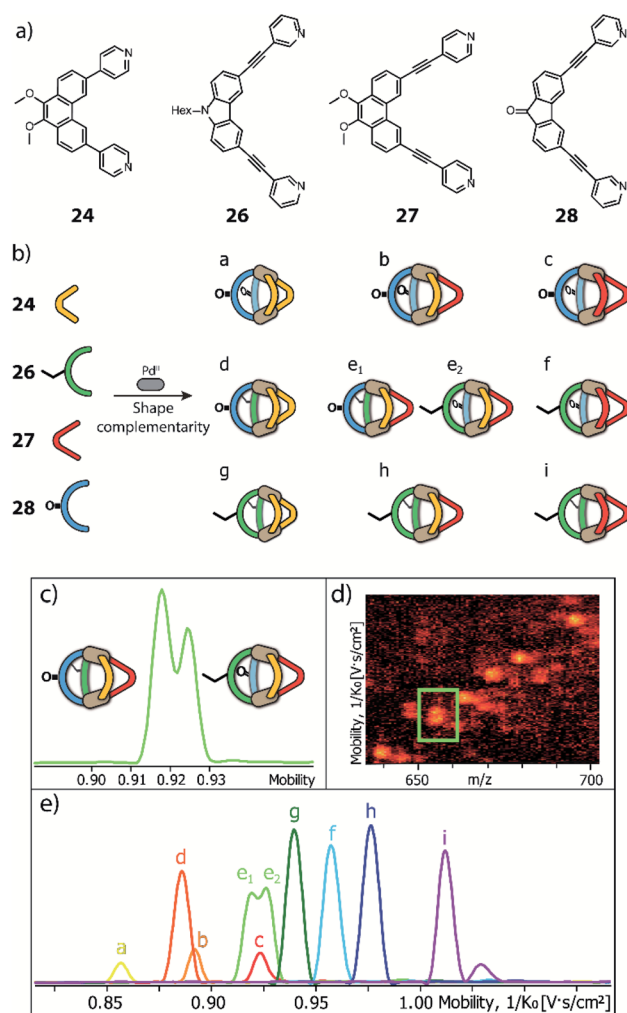 a)
N N N N
O
O Hex-N O
O O
N N N N
24 26 27 28
b)
a b c
24 O O O O O O
d e₁ e₂ f
26 Pdᴵᴵ
Shape
complementarity
O O O O
27
g h i
28 O
c)
O O
0.90 0.91 0.92 0.93 Mobility
d)
Mobility, 1/K₀[V·s/cm²]
650 m/z 700
e)
a d b e₁ e₂ c g f h i
0.85 0.90 0.95 1.00 Mobility, 1/K₀[V·s/cm²]